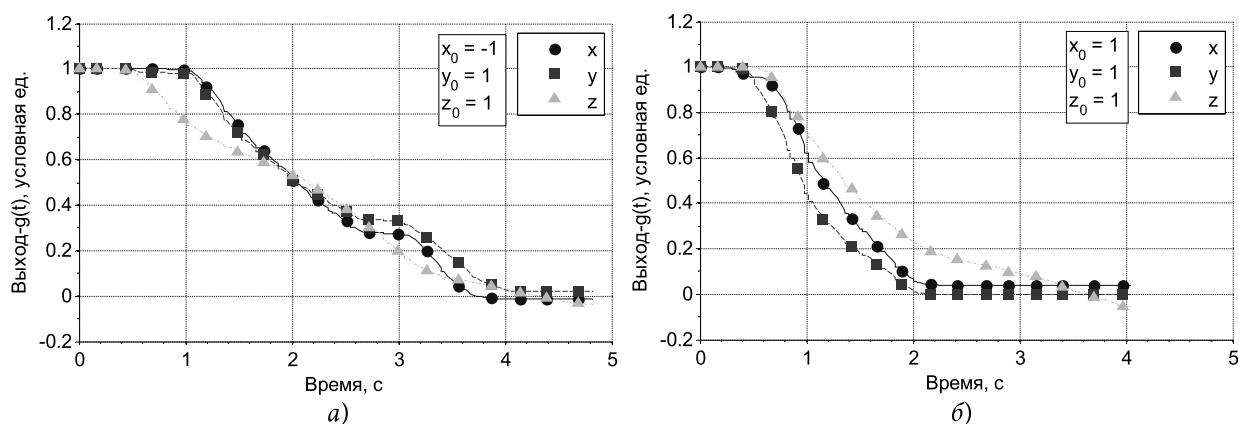 1.2
1.0
0.8
0.6
0.4
0.2
0
-0.2
Выход-g(t), условная ед.
x₀ = -1
y₀ = 1
z₀ = 1
x
y
z
0 1 2 3 4 5
Время, с
а)
1.2
1.0
0.8
0.6
0.4
0.2
0
-0.2
Выход-g(t), условная ед.
x₀ = 1
y₀ = 1
z₀ = 1
x
y
z
0 1 2 3 4 5
Время, с
б)